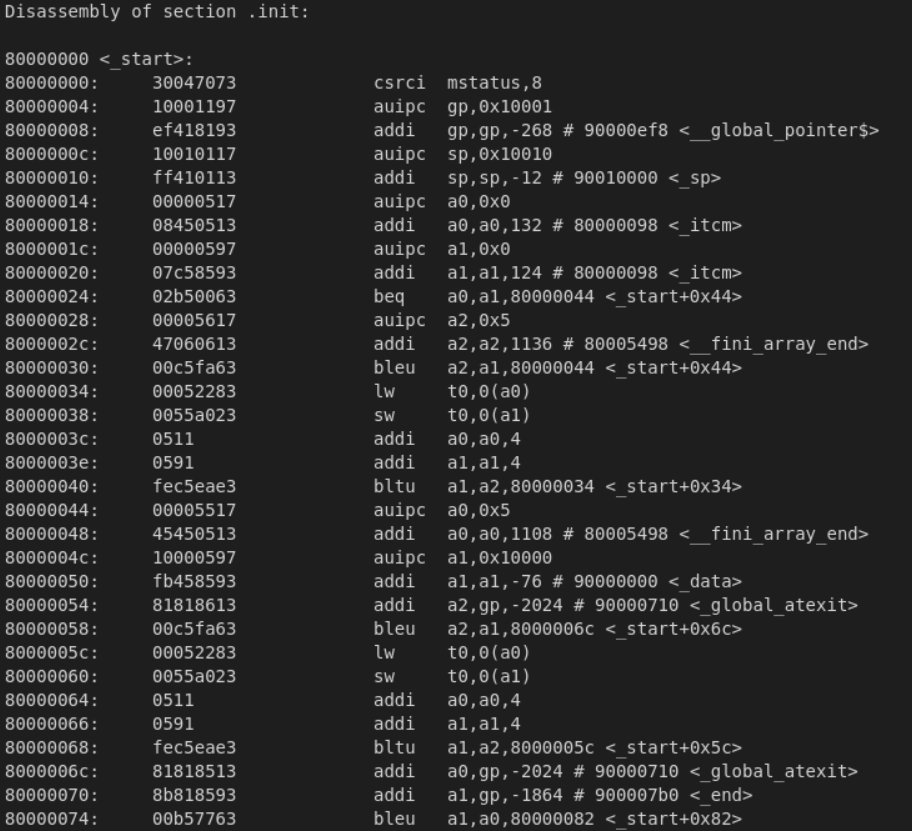 Disassembly of section .init:
80000000 <_start>:
80000000: 30047073 csrci mstatus,8
80000004: 10001197 auipc gp,0x10001
80000008: ef418193 addi gp,gp,-268 # 90000ef8 <__global_pointer$>
8000000c: 10010117 auipc sp,0x10010
80000010: ff410113 addi sp,sp,-12 # 90010000 <_sp>
80000014: 00000517 auipc a0,0x0
80000018: 08450513 addi a0,a0,132 # 80000098 <_itcm>
8000001c: 00000597 auipc a1,0x0
80000020: 07c58593 addi a1,a1,124 # 80000098 <_itcm>
80000024: 02b50063 beq a0,a1,80000044 <_start+0x44>
80000028: 00005617 auipc a2,0x5
8000002c: 47060613 addi a2,a2,1136 # 80005498 <__fini_array_end>
80000030: 00c5fa63 bleu a2,a1,80000044 <_start+0x44>
80000034: 00052283 lw t0,0(a0)
80000038: 0055a023 sw t0,0(a1)
8000003c: 0511 addi a0,a0,4
8000003e: 0591 addi a1,a1,4
80000040: fec5eae3 bltu a1,a2,80000034 <_start+0x34>
80000044: 00005517 auipc a0,0x5
80000048: 45450513 addi a0,a0,1108 # 80005498 <__fini_array_end>
8000004c: 10000597 auipc a1,0x10000
80000050: fb458593 addi a1,a1,-76 # 90000000 <_data>
80000054: 81818613 addi a2,gp,-2024 # 90000710 <_global_atexit>
80000058: 00c5fa63 bleu a2,a1,8000006c <_start+0x6c>
8000005c: 00052283 lw t0,0(a0)
80000060: 0055a023 sw t0,0(a1)
80000064: 0511 addi a0,a0,4
80000066: 0591 addi a1,a1,4
80000068: fec5eae3 bltu a1,a2,8000005c <_start+0x5c>
8000006c: 81818513 addi a0,gp,-2024 # 90000710 <_global_atexit>
80000070: 8b818593 addi a1,gp,-1864 # 900007b0 <_end>
80000074: 00b57763 bleu a1,a0,80000082 <_start+0x82>